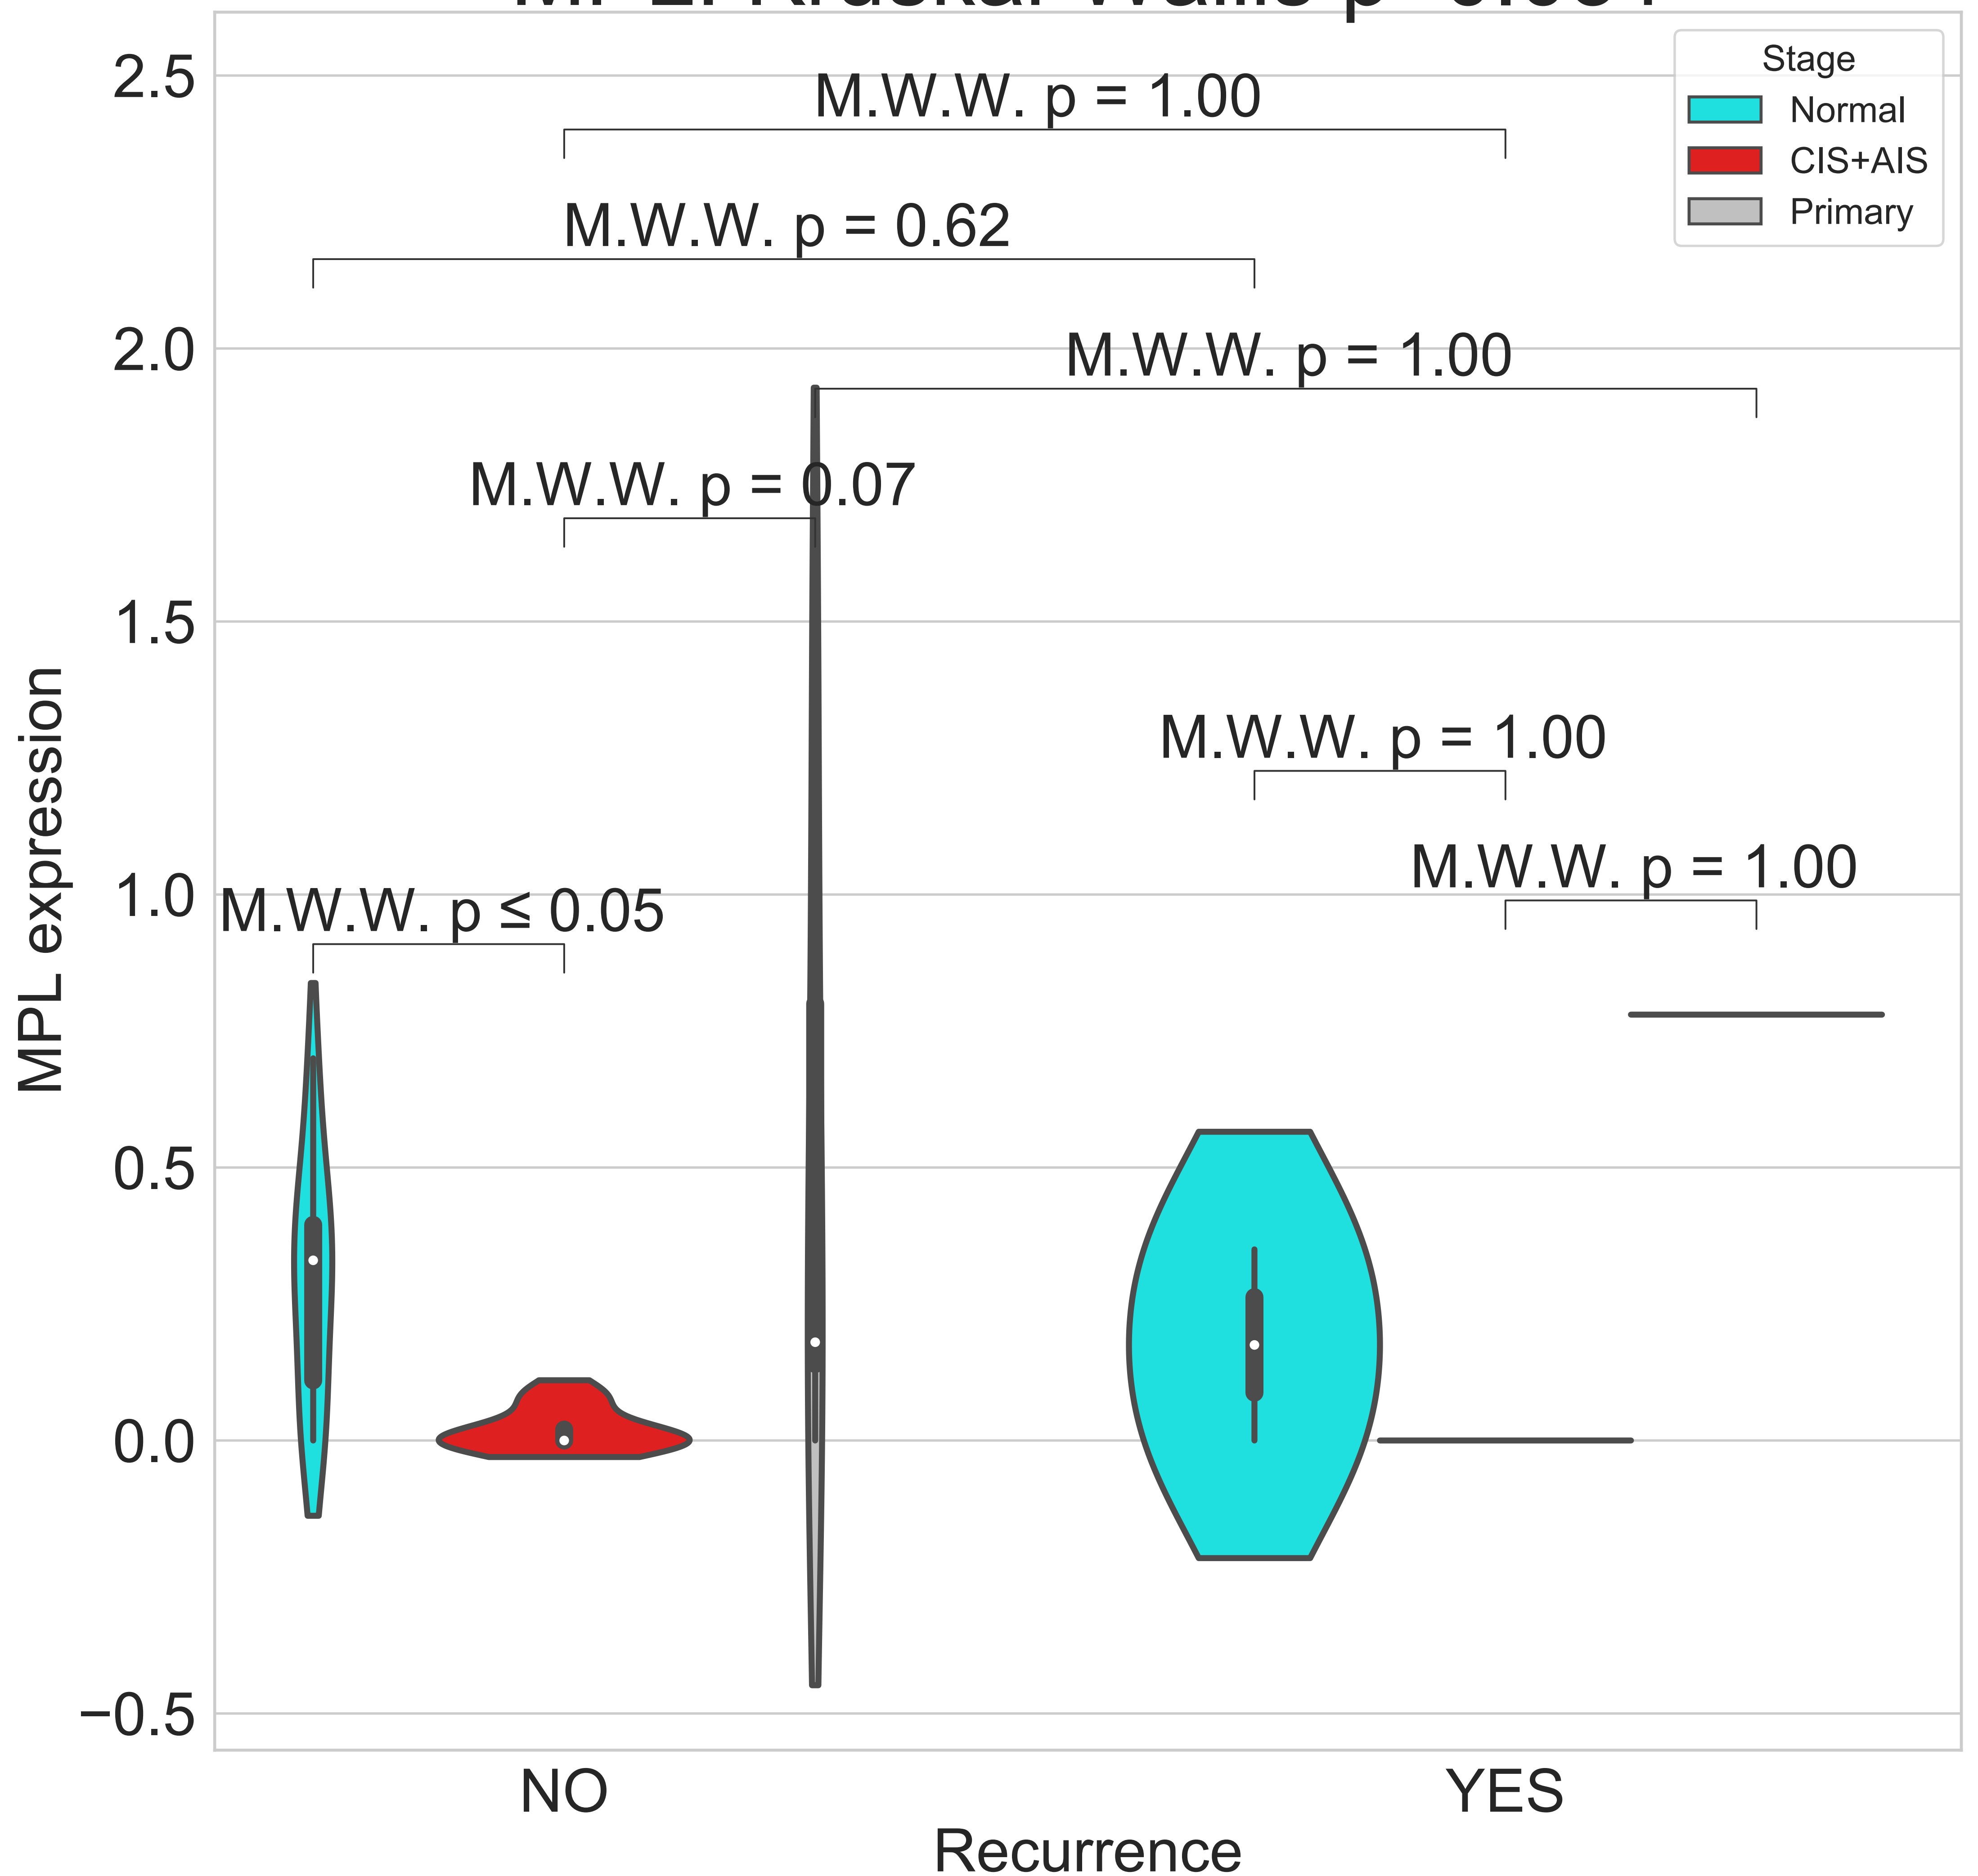 Stage
Normal
CIS+AIS
Primary
M.W.W. p = 1.00
M.W.W. p = 0.62
M.W.W. p = 1.00
M.W.W. p = 0.07
M.W.W. p = 1.00
M.W.W. p = 1.00
M.W.W. p ≤ 0.05
2.5
2.0
1.5
1.0
0.5
0.0
−0.5
MPL expression
NO
YES
Recurrence